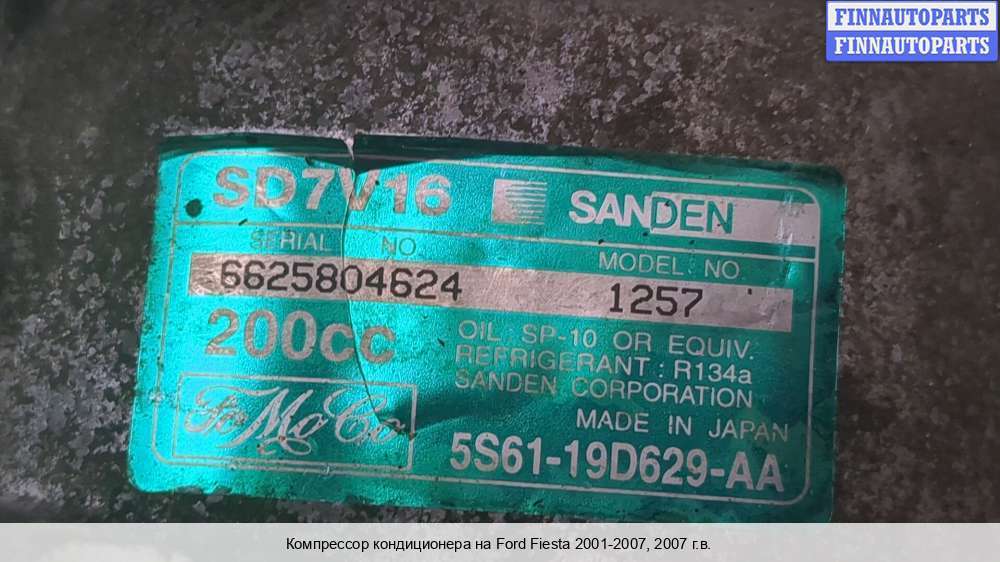 FINNAUTOPARTS
FINNAUTOPARTS
SD7V16 SANDEN
SERIAL NO. MODEL NO.
6625804624 1257
200cc OIL : SP-10 OR EQUIV.
REFRIGERANT : R134a
SANDEN CORPORATION
FoMoCo MADE IN JAPAN
5S61-19D629-AA
Компрессор кондиционера на Ford Fiesta 2001-2007, 2007 г.в.